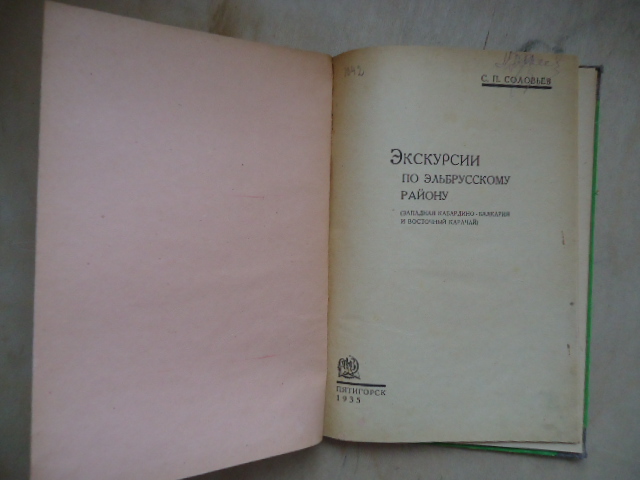 С. П. СОЛОВЬЕВ
ЭКСКУРСИИ
ПО ЭЛЬБРУССКОМУ
РАЙОНУ
(ЗАПАДНАЯ КАБАРДИНО-БАЛКАРИЯ
И ВОСТОЧНЫЙ КАРАЧАЙ)
ПЯТИГОРСК
1935